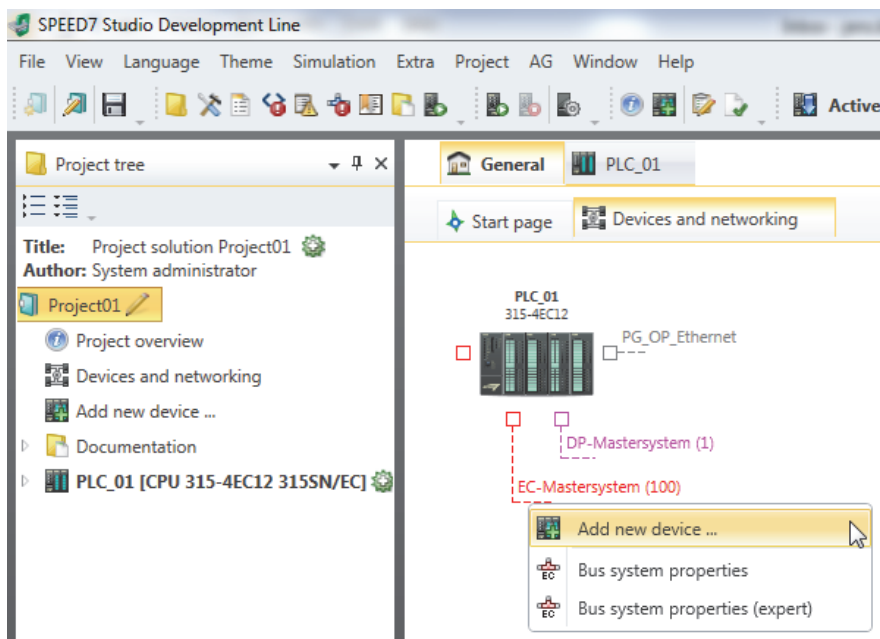 SPEED7 Studio Development Line
File View Language Theme Simulation Extra Project AG Window Help
Active
Project tree
General PLC_01
Start page Devices and networking
Title: Project solution Project01
Author: System administrator
Project01
Project overview
Devices and networking
Add new device ...
Documentation
PLC_01 [CPU 315-4EC12 315SN/EC]
PLC_01
315-4EC12
PG_OP_Ethernet
DP-Mastersystem (1)
EC-Mastersystem (100)
Add new device ...
EC Bus system properties
EC Bus system properties (expert)